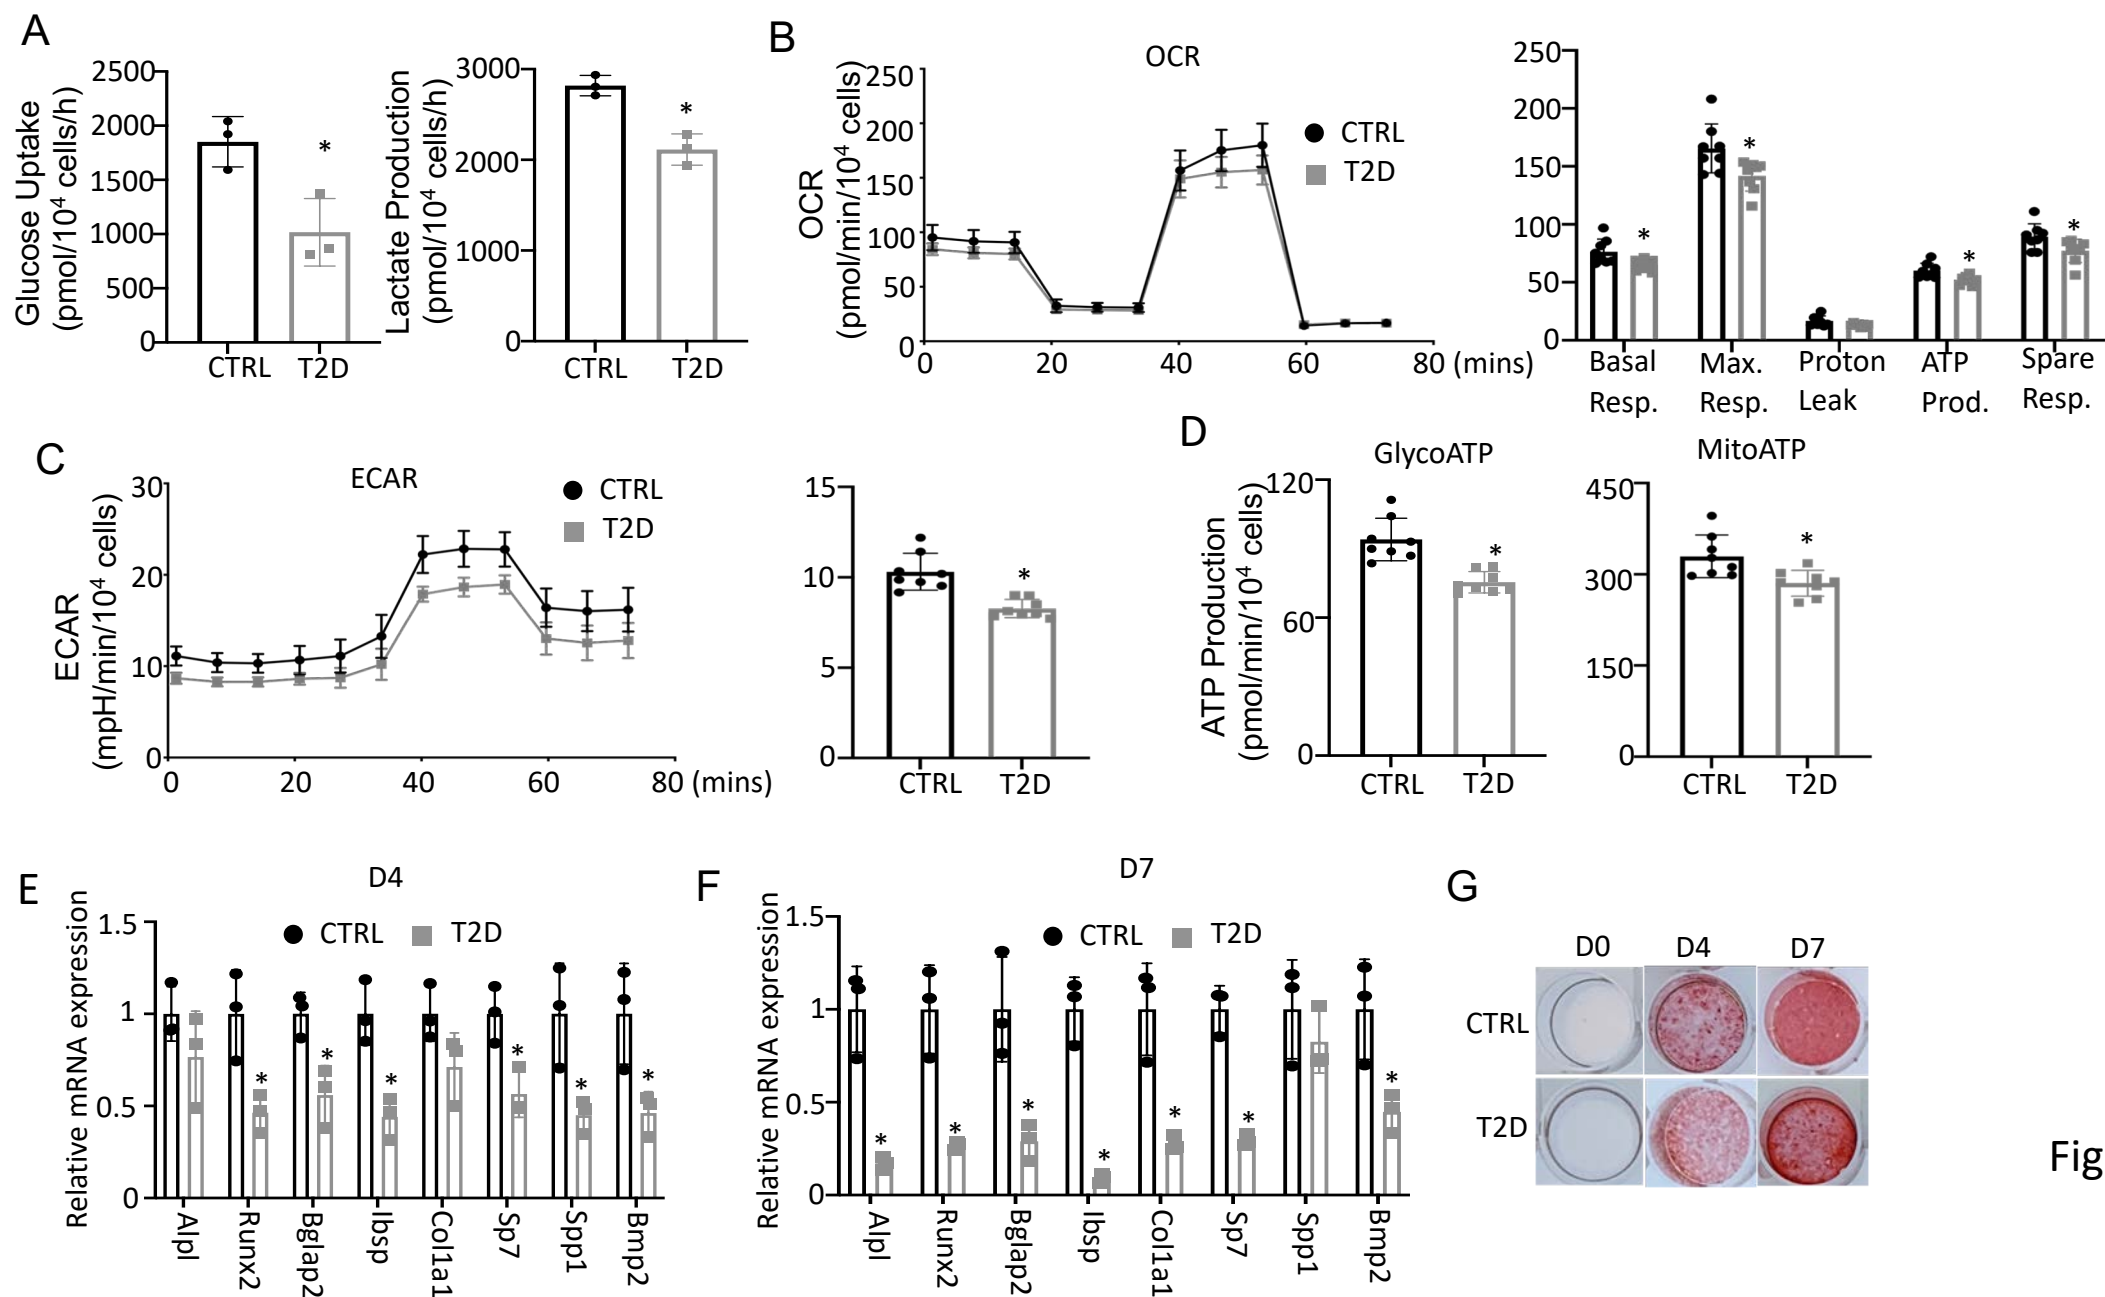 A
Glucose Uptake
(pmol/10⁴ cells/h)
2500
2000
1500
1000
500
0
*
CTRL T2D
Lactate Production
(pmol/10⁴ cells/h)
3000
2000
1000
0
*
CTRL T2D
B
OCR
OCR
(pmol/min/10⁴ cells)
250
200
150
100
50
0
0 20 40 60 80 (mins)
CTRL
T2D
250
200
150
100
50
0
* * * *
Basal Resp.
Max. Resp.
Proton Leak
ATP Prod.
Spare Resp.
C
ECAR
ECAR
(mpH/min/10⁴ cells)
30
20
10
0
0 20 40 60 80 (mins)
CTRL
T2D
15
10
5
0
*
CTRL T2D
D
GlycoATP
ATP Production
(pmol/min/10⁴ cells)
120
60
0
*
CTRL T2D
MitoATP
450
300
150
0
*
CTRL T2D
E
D4
Relative mRNA expression
1.5
1
0.5
0
CTRL T2D
* * * * * *
Alpl Runx2 Bglap2 Ibsp Col1a1 Sp7 Spp1 Bmp2
F
D7
Relative mRNA expression
1.5
1
0.5
0
CTRL T2D
* * * * * * *
Alpl Runx2 Bglap2 Ibsp Col1a1 Sp7 Spp1 Bmp2
G
D0 D4 D7
CTRL
T2D
Fig